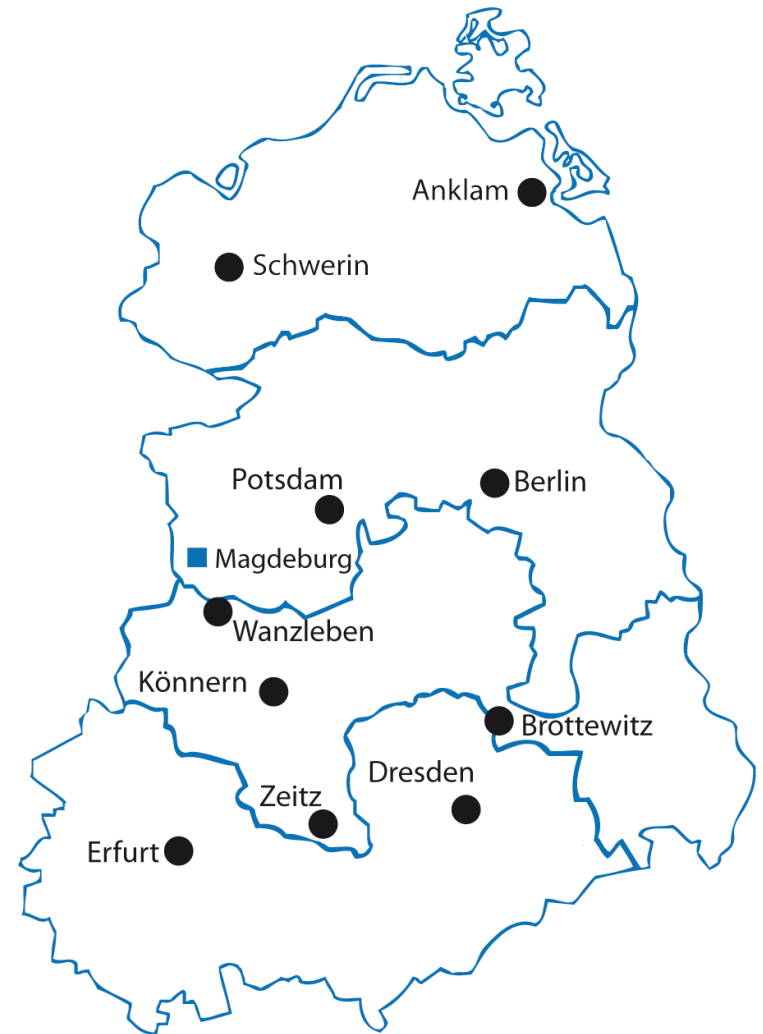 Anklam
Schwerin
Potsdam
Berlin
Magdeburg
Wanzleben
Könnern
Brottewitz
Dresden
Zeitz
Erfurt